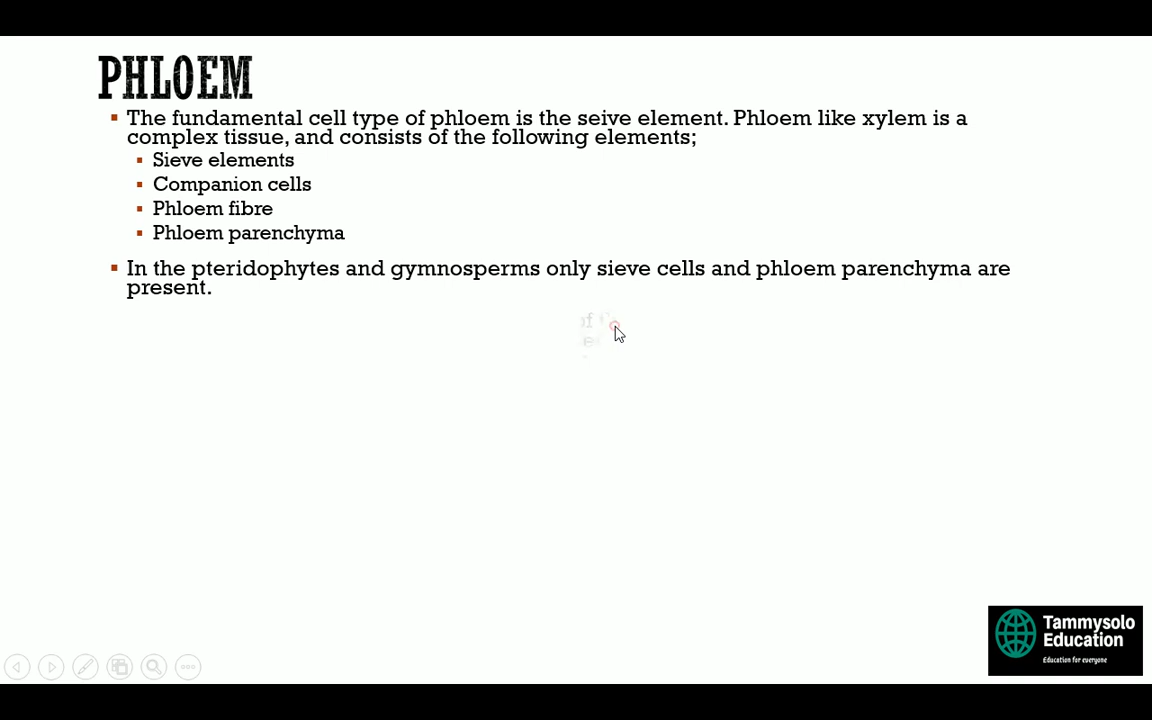 PHLOEM
The fundamental cell type of phloem is the seive element. Phloem like xylem is a
complex tissue, and consists of the following elements;
Sieve elements
Companion cells
Phloem fibre
Phloem parenchyma
In the pteridophytes and gymnosperms only sieve cells and phloem parenchyma are
present.
Tammysolo
Education
Education for everyone